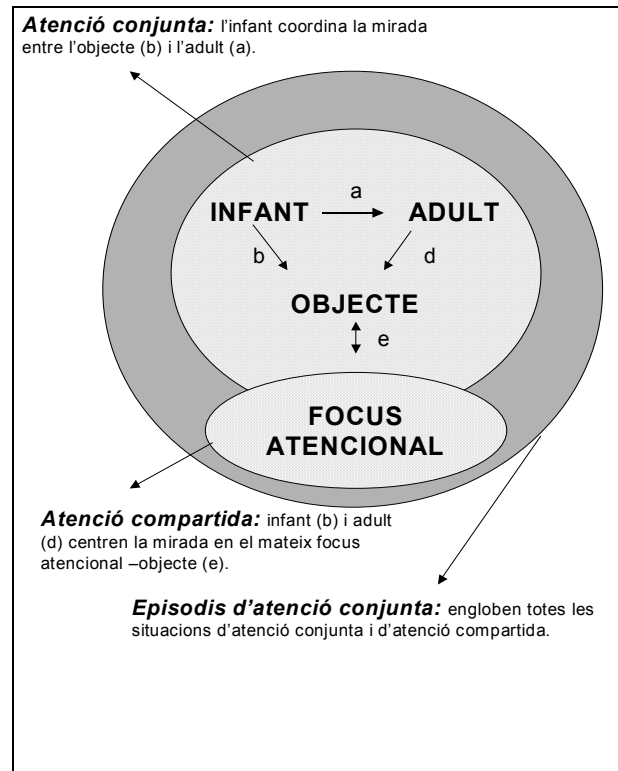 Atenció conjunta: l’infant coordina la mirada
entre l’objecte (b) i l’adult (a).
a
INFANT
ADULT
b
d
OBJECTE
e
FOCUS
ATENCIONAL
Atenció compartida: infant (b) i adult
(d) centren la mirada en el mateix focus
atencional –objecte (e).
Episodis d’atenció conjunta: engloben totes les
situacions d’atenció conjunta i d’atenció compartida.